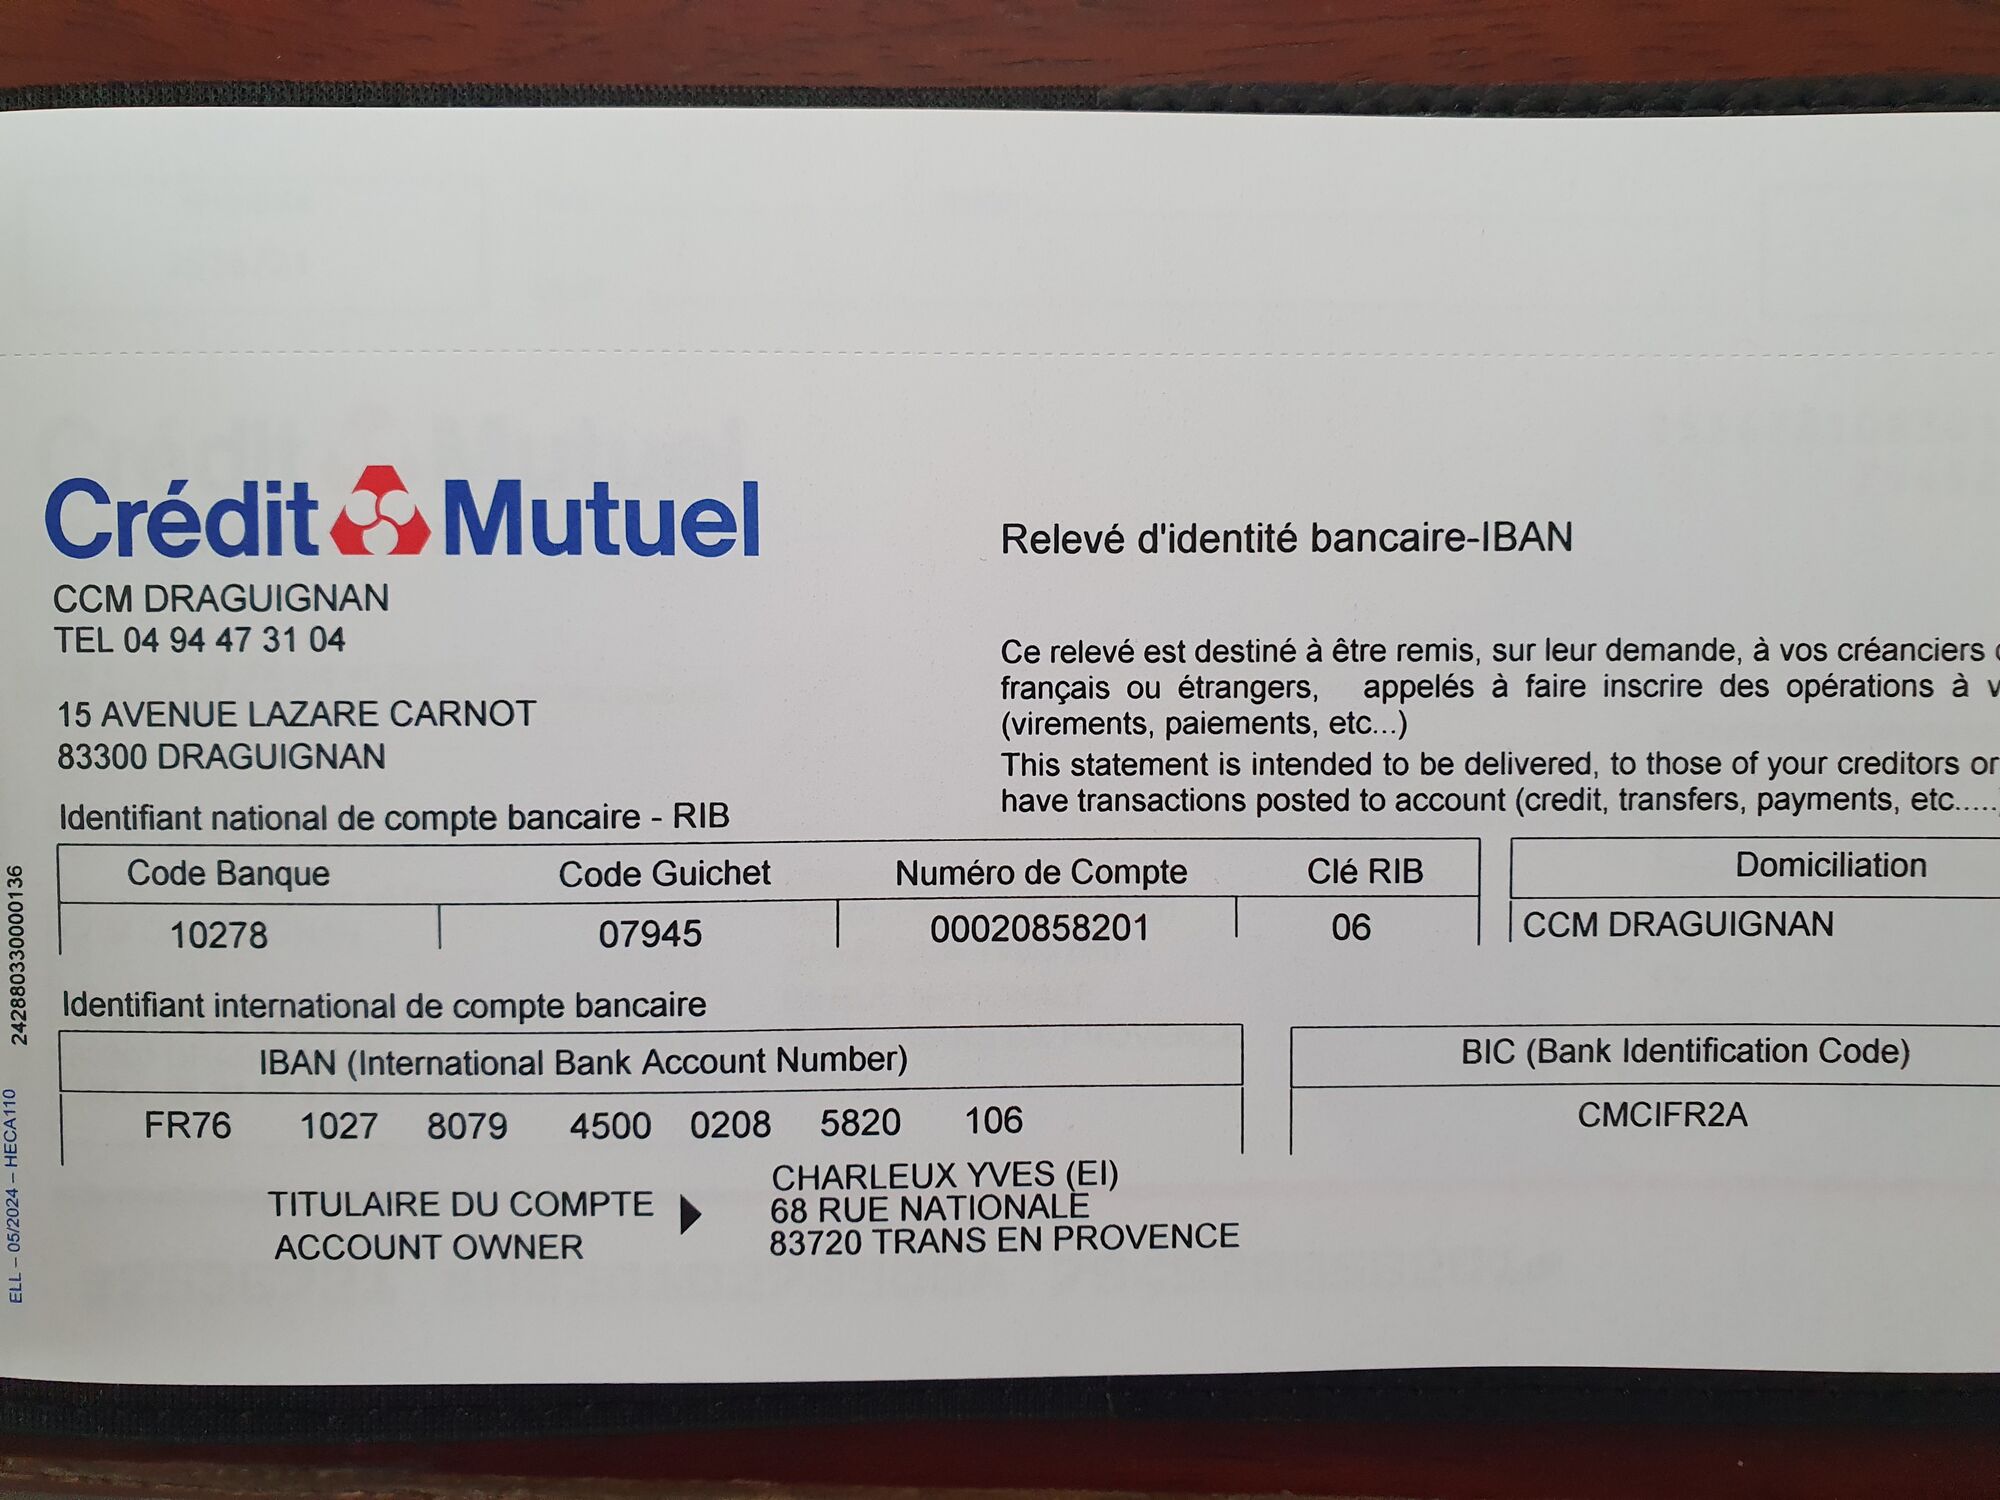 Crédit Mutuel
CCM DRAGUIGNAN
TEL 04 94 47 31 04
15 AVENUE LAZARE CARNOT
83300 DRAGUIGNAN
Relevé d'identité bancaire-IBAN
Ce relevé est destiné à être remis, sur leur demande, à vos créanciers
français ou étrangers, appelés à faire inscrire des opérations à
(virements, paiements, etc...)
This statement is intended to be delivered, to those of your creditors or
have transactions posted to account (credit, transfers, payments, etc.....
Identifiant national de compte bancaire - RIB
Code Banque Code Guichet Numéro de Compte Clé RIB Domiciliation
10278 07945 00020858201 06 CCM DRAGUIGNAN
Identifiant international de compte bancaire
IBAN (International Bank Account Number) BIC (Bank Identification Code)
FR76 1027 8079 4500 0208 5820 106 CMCIFR2A
TITULAIRE DU COMPTE
ACCOUNT OWNER
CHARLEUX YVES (EI)
68 RUE NATIONALE
83720 TRANS EN PROVENCE
ELL – 05/2024 – HECA110 2428803300000136